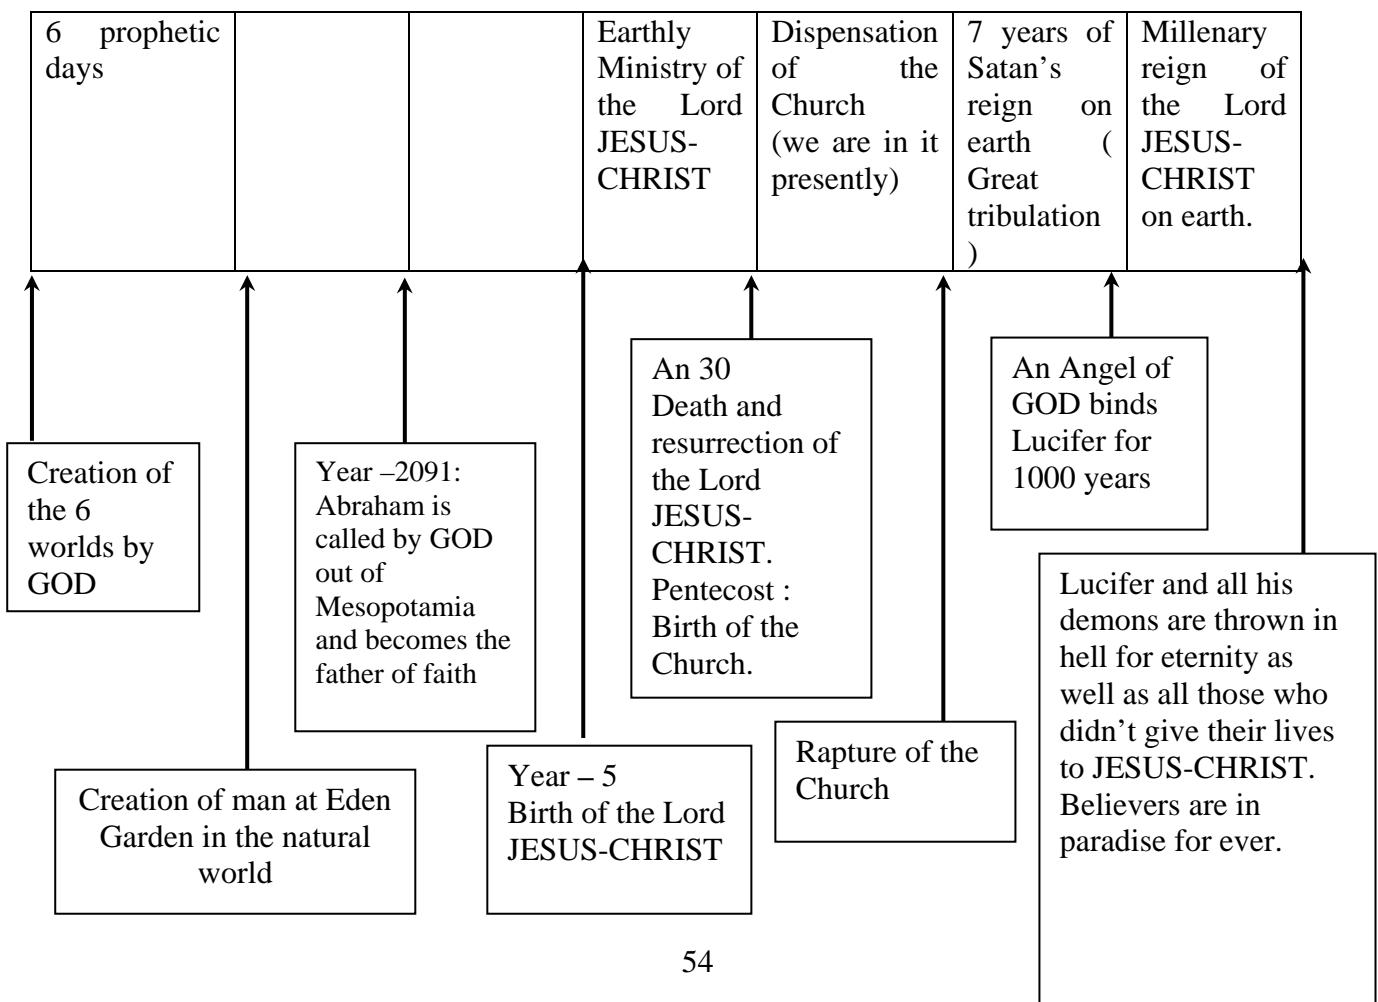 6 prophetic
days
Earthly
Ministry of
the Lord
JESUS-
CHRIST
Dispensation
of the
Church
(we are in it
presently)
7 years of
Satan’s
reign on
earth (
Great
tribulation
)
Millenary
reign of
the Lord
JESUS-
CHRIST
on earth.
Creation of
the 6
worlds by
GOD
Creation of man at Eden
Garden in the natural
world
Year –2091:
Abraham is
called by GOD
out of
Mesopotamia
and becomes the
father of faith
Year – 5
Birth of the Lord
JESUS-CHRIST
An 30
Death and
resurrection of
the Lord
JESUS-
CHRIST.
Pentecost :
Birth of the
Church.
Rapture of the
Church
An Angel of
GOD binds
Lucifer for
1000 years
Lucifer and all his
demons are thrown in
hell for eternity as
well as all those who
didn’t give their lives
to JESUS-CHRIST.
Believers are in
paradise for ever.
54